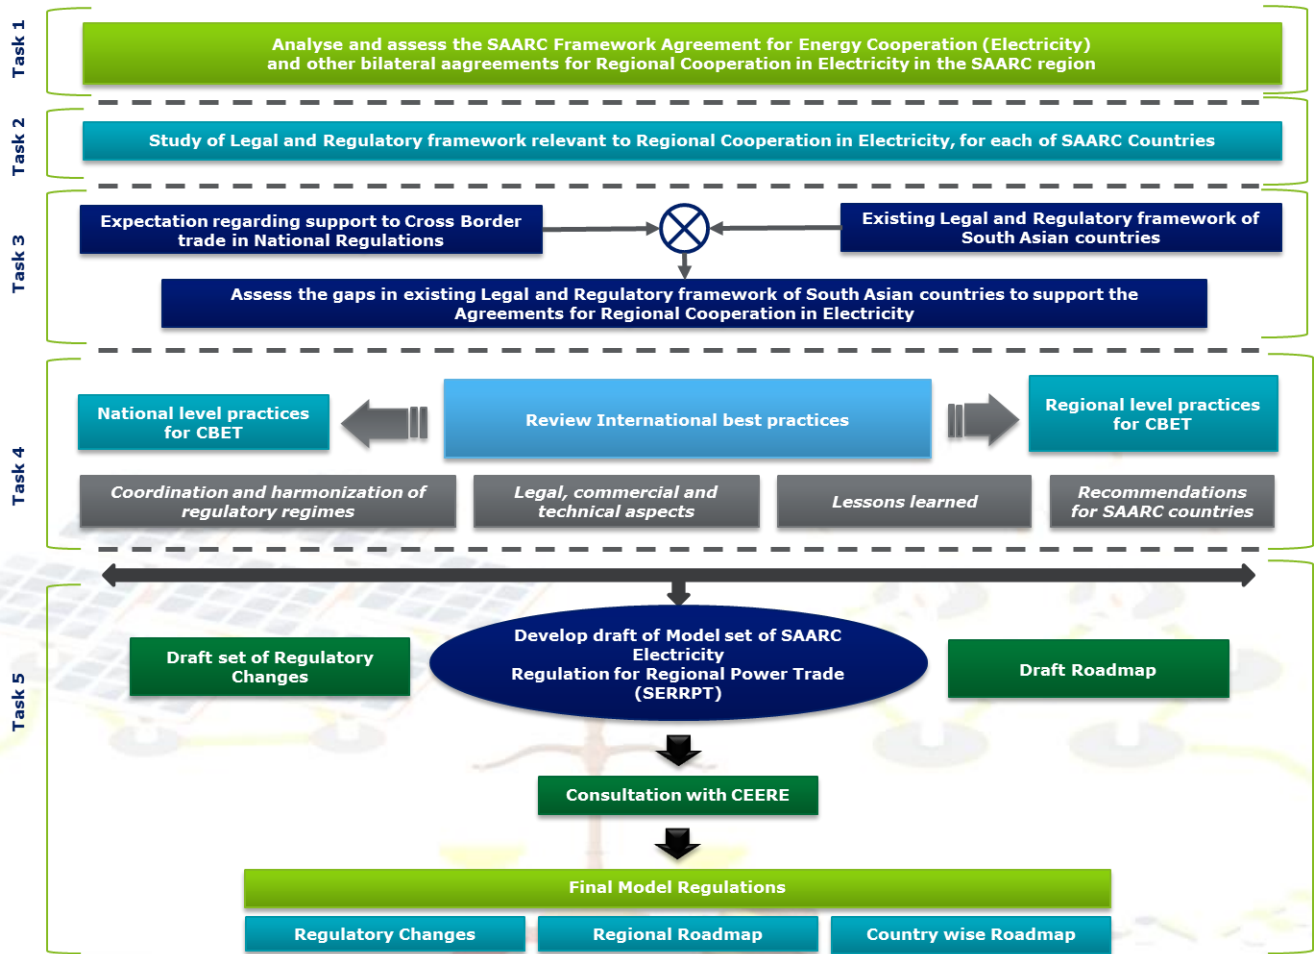 Task 1
Analyse and assess the SAARC Framework Agreement for Energy Cooperation (Electricity)
and other bilateral aagreements for Regional Cooperation in Electricity in the SAARC region
Task 2
Study of Legal and Regulatory framework relevant to Regional Cooperation in Electricity, for each of SAARC Countries
Task 3
Expectation regarding support to Cross Border
trade in National Regulations
Existing Legal and Regulatory framework of
South Asian countries
Assess the gaps in existing Legal and Regulatory framework of South Asian countries to support the
Agreements for Regional Cooperation in Electricity
Task 4
National level practices
for CBET
Review International best practices
Regional level practices
for CBET
Coordination and harmonization of
regulatory regimes
Legal, commercial and
technical aspects
Lessons learned
Recommendations
for SAARC countries
Task 5
Draft set of Regulatory
Changes
Develop draft of Model set of SAARC
Electricity
Regulation for Regional Power Trade
(SERRPT)
Draft Roadmap
Consultation with CEERE
Final Model Regulations
Regulatory Changes
Regional Roadmap
Country wise Roadmap